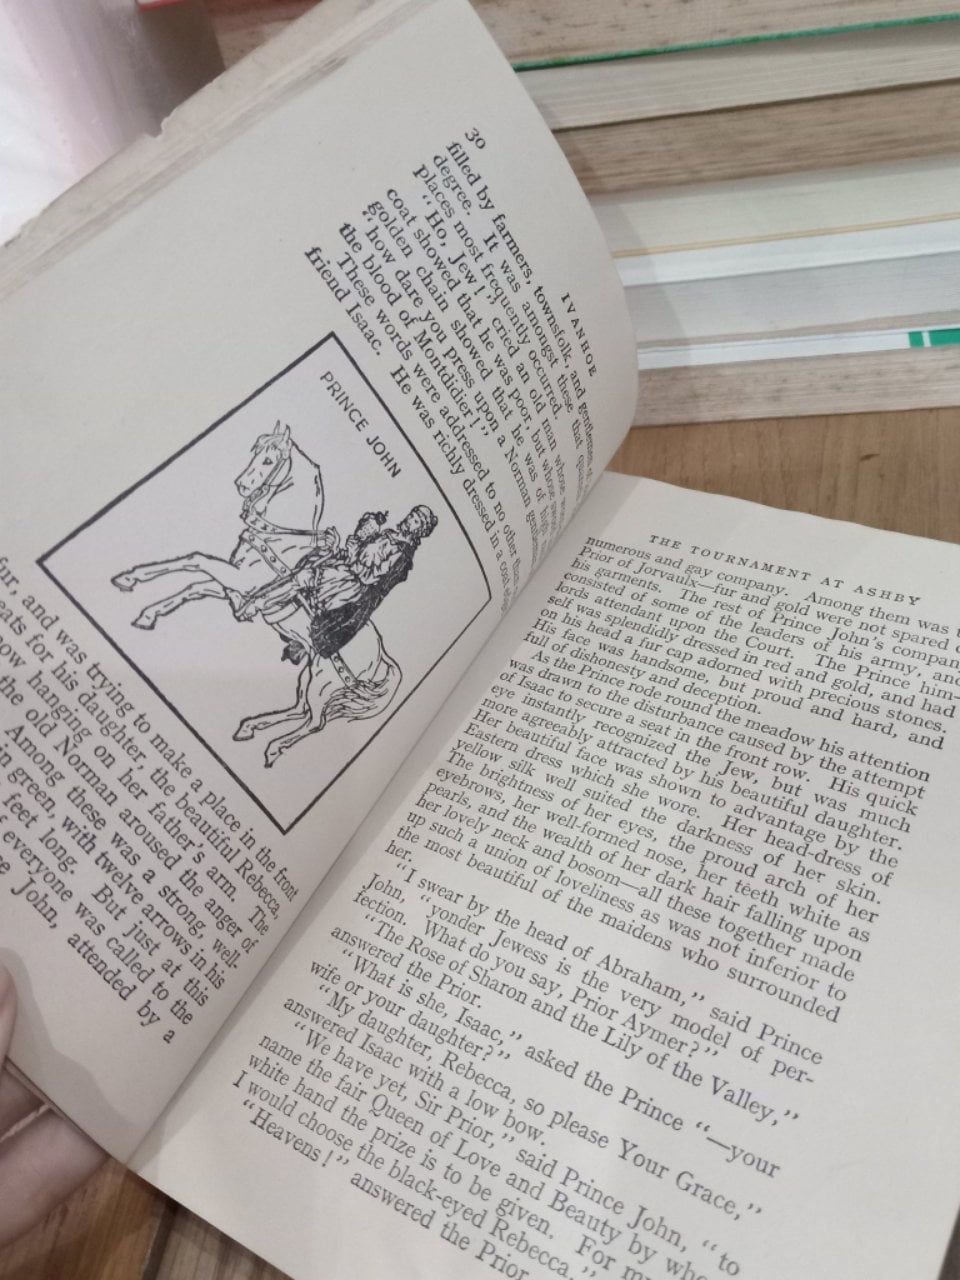 30
IVANHOE
filled by farmers, townsfolk, and gentlemen of
degree. It was amongst these that quarrels
places most frequently occurred.
"Ho, Jew!" cried an old man whose
coat showed that he was poor, but whose sword
golden chain showed that he was of high
"how dare you press upon a Norman gentleman
the blood of Montdidier!"
These words were addressed to no other than
friend Isaac. He was richly dressed in a coat
PRINCE JOHN
fur, and was trying to make a place in the front
for his daughter, the beautiful Rebecca,
now hanging on her father's arm. The
the old Norman aroused the anger of
Among these was a strong, well-
in green, with twelve arrows in his
feet long. But just at this
everyone was called to the
John, attended by a
THE TOURNAMENT AT ASHBY
numerous and gay company. Among them was
Prior of Jorvaulx—fur and gold were not spared
his garments. The rest of Prince John's company
consisted of some of the leaders of his army, and
lords attendant upon the Court. The Prince him-
self was splendidly dressed in red and gold, and had
on his head a fur cap adorned with precious stones.
His face was handsome, but proud and hard, and
full of dishonesty and deception.
As the Prince rode round the meadow his attention
was drawn to the disturbance caused by the attempt
of Isaac to secure a seat in the front row. His quick
eye instantly recognized the Jew, but was much
more agreeably attracted by his beautiful daughter.
Her beautiful face was shown to advantage by the
Eastern dress which she wore. Her head-dress of
yellow silk well suited the darkness of her skin.
The brightness of her eyes, the proud arch of her
eyebrows, her well-formed nose, her teeth white as
pearls, and the wealth of her dark hair falling upon
her lovely neck and bosom—all these together made
up such a union of loveliness as was not inferior to
the most beautiful of the maidens who surrounded
her.
"I swear by the head of Abraham," said Prince
John, "yonder Jewess is the very model of per-
fection. What do you say, Prior Aymer?"
"The Rose of Sharon and the Lily of the Valley,"
answered the Prior.
"What is she, Isaac," asked the Prince "—your
wife or your daughter?"
"My daughter, Rebecca, so please Your Grace,"
answered Isaac with a low bow.
"We have yet, Sir Prior," said Prince John, "to
name the fair Queen of Love and Beauty by whose
white hand the prize is to be given. For my
I would choose the black-eyed Rebecca."
"Heavens!" answered the Prior